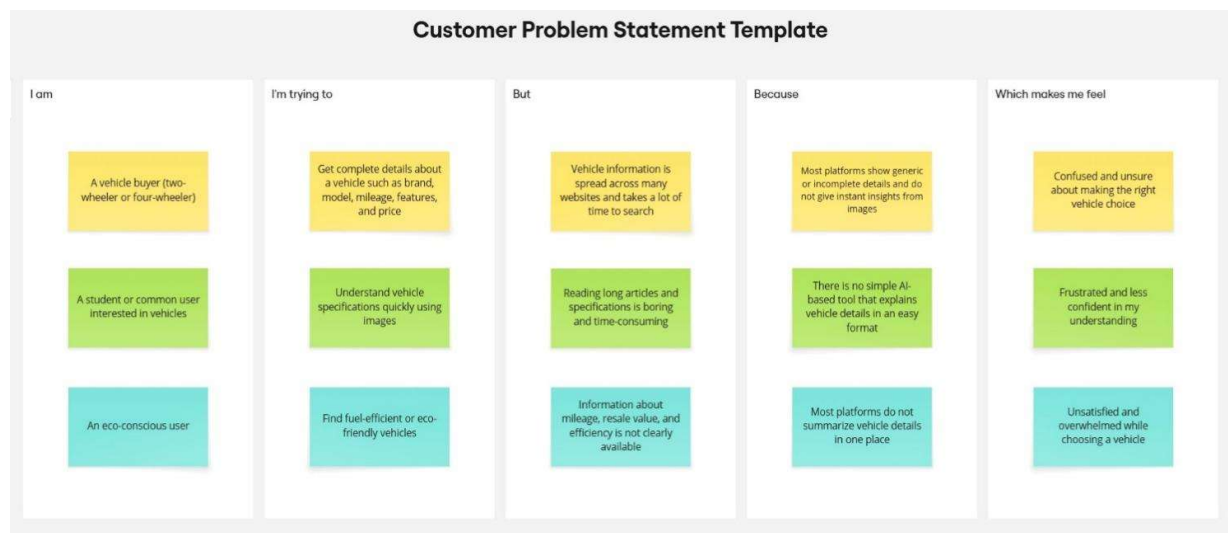 Customer Problem Statement Template
I am
I'm trying to
But
Because
Which makes me feel
A vehicle buyer (two-
wheeler or four-wheeler)
Get complete details about
a vehicle such as brand,
model, mileage, features,
and price
Vehicle information is
spread across many
websites and takes a lot of
time to search
Most platforms show generic
or incomplete details and do
not give instant insights from
images
Confused and unsure
about making the right
vehicle choice
A student or common user
interested in vehicles
Understand vehicle
specifications quickly using
images
Reading long articles and
specifications is boring
and time-consuming
There is no simple AI-
based tool that explains
vehicle details in an easy
format
Frustrated and less
confident in my
understanding
An eco-conscious user
Find fuel-efficient or eco-
friendly vehicles
Information about
mileage, resale value, and
efficiency is not clearly
available
Most platforms do not
summarize vehicle details
in one place
Unsatisfied and
overwhelmed while
choosing a vehicle